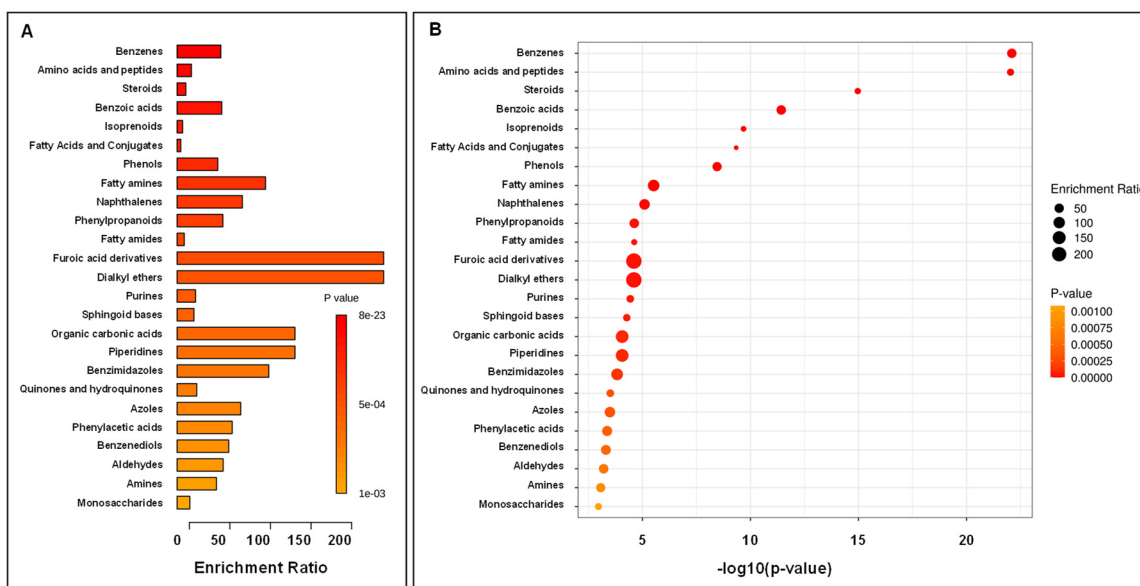 A
Benzenes
Amino acids and peptides
Steroids
Benzoic acids
Isoprenoids
Fatty Acids and Conjugates
Phenols
Fatty amines
Naphthalenes
Phenylpropanoids
Fatty amides
Furoic acid derivatives
Dialkyl ethers
Purines
Sphingoid bases
Organic carbonic acids
Piperidines
Benzimidazoles
Quinones and hydroquinones
Azoles
Phenylacetic acids
Benzenediols
Aldehydes
Amines
Monosaccharides
P value
8e-23
5e-04
1e-03
0 50 100 150 200
Enrichment Ratio
B
Benzenes
Amino acids and peptides
Steroids
Benzoic acids
Isoprenoids
Fatty Acids and Conjugates
Phenols
Fatty amines
Naphthalenes
Phenylpropanoids
Fatty amides
Furoic acid derivatives
Dialkyl ethers
Purines
Sphingoid bases
Organic carbonic acids
Piperidines
Benzimidazoles
Quinones and hydroquinones
Azoles
Phenylacetic acids
Benzenediols
Aldehydes
Amines
Monosaccharides
5 10 15 20
-log10(p-value)
Enrichment Ratio
50
100
150
200
P-value
0.00100
0.00075
0.00050
0.00025
0.00000